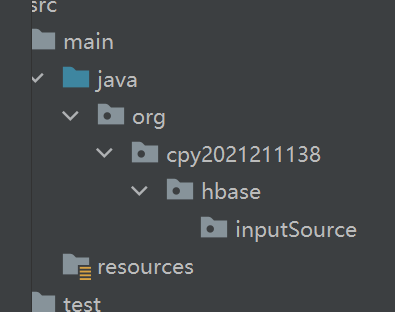 src
main
java
org
cpy2021211138
hbase
inputSource
resources
test